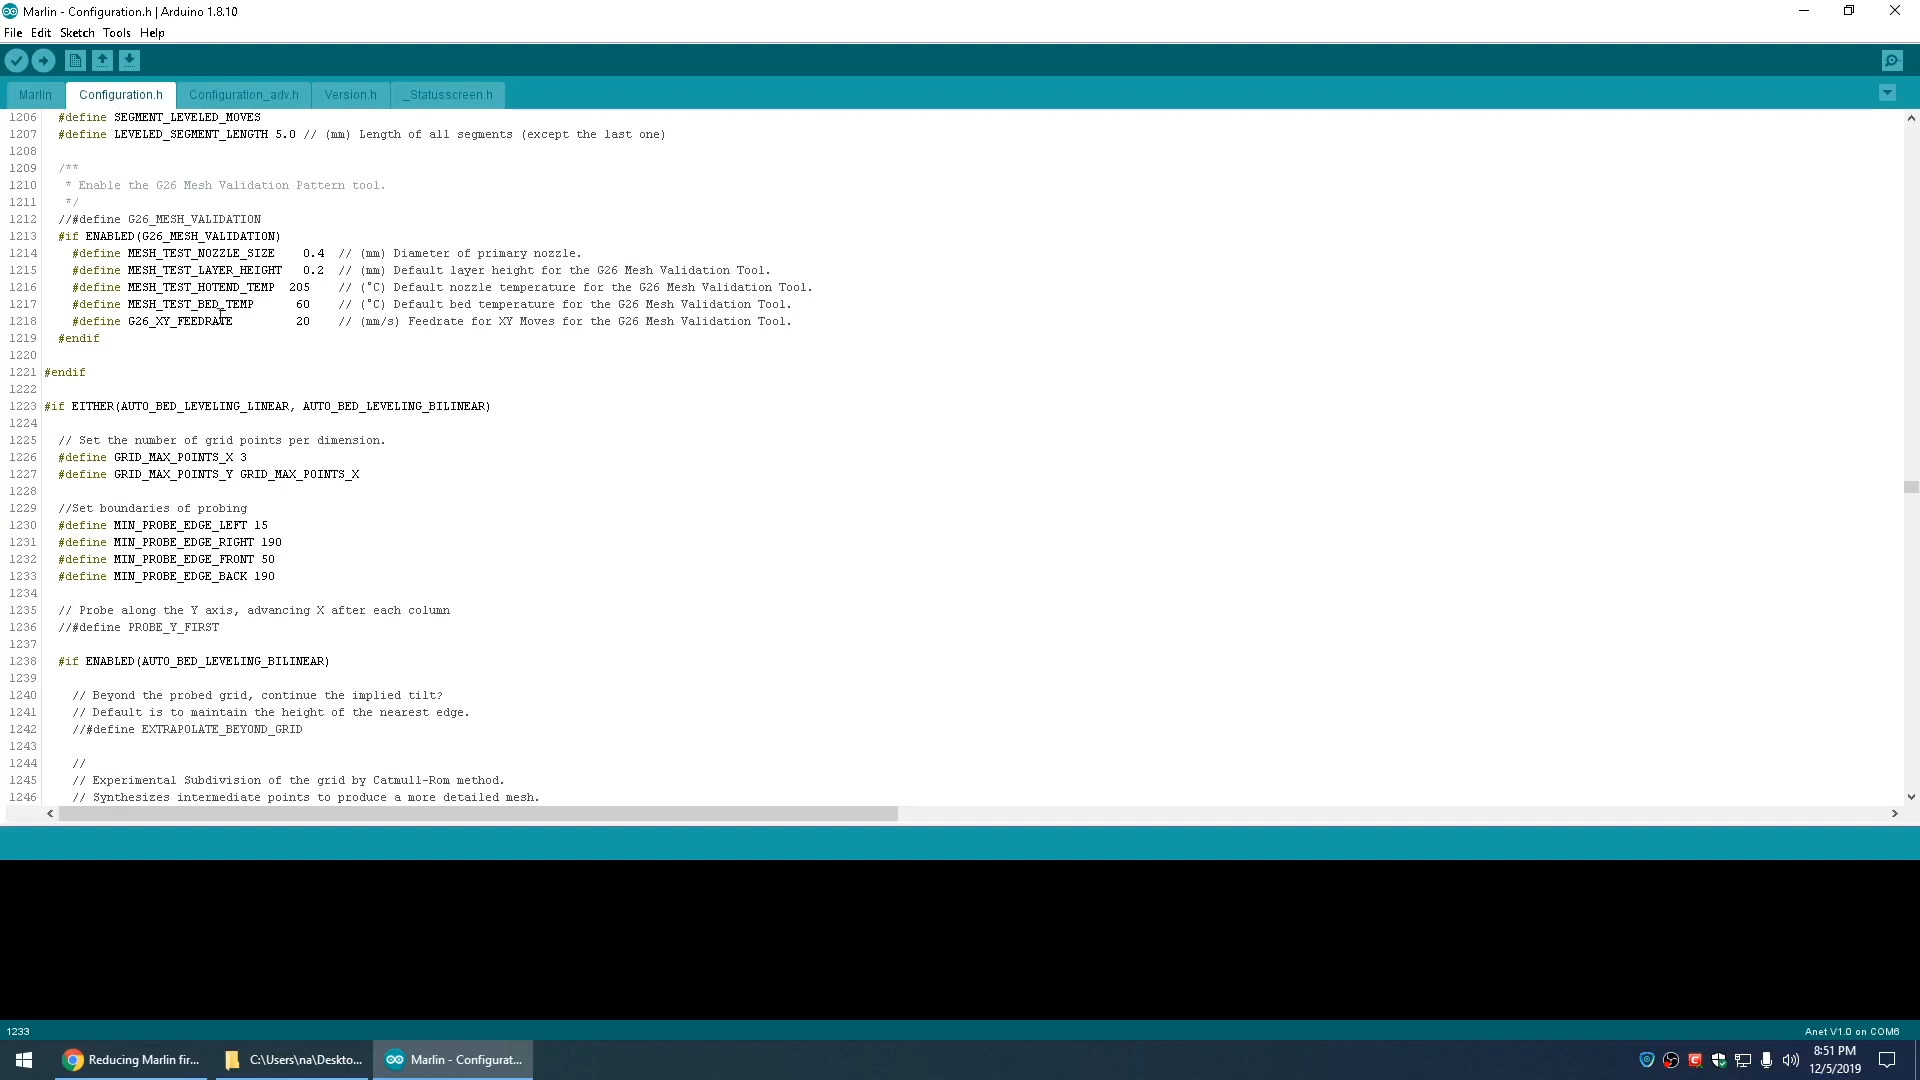 Marlin - Configuration.h | Arduino 1.8.10
File Edit Sketch Tools Help
Marlin Configuration.h Configuration_adv.h Version.h _Statusscreen.h
1206 #define SEGMENT_LEVELED_MOVES
1207 #define LEVELED_SEGMENT_LENGTH 5.0 // (mm) Length of all segments (except the last one)
1208
1209 /**
1210 * Enable the G26 Mesh Validation Pattern tool.
1211 */
1212 //#define G26_MESH_VALIDATION
1213 #if ENABLED(G26_MESH_VALIDATION)
1214 #define MESH_TEST_NOZZLE_SIZE 0.4 // (mm) Diameter of primary nozzle.
1215 #define MESH_TEST_LAYER_HEIGHT 0.2 // (mm) Default layer height for the G26 Mesh Validation Tool.
1216 #define MESH_TEST_HOTEND_TEMP 205 // (°C) Default nozzle temperature for the G26 Mesh Validation Tool.
1217 #define MESH_TEST_BED_TEMP 60 // (°C) Default bed temperature for the G26 Mesh Validation Tool.
1218 #define G26_XY_FEEDRATE 20 // (mm/s) Feedrate for XY Moves for the G26 Mesh Validation Tool.
1219 #endif
1220
1221 #endif
1222
1223 #if EITHER(AUTO_BED_LEVELING_LINEAR, AUTO_BED_LEVELING_BILINEAR)
1224
1225 // Set the number of grid points per dimension.
1226 #define GRID_MAX_POINTS_X 3
1227 #define GRID_MAX_POINTS_Y GRID_MAX_POINTS_X
1228
1229 //Set boundaries of probing
1230 #define MIN_PROBE_EDGE_LEFT 15
1231 #define MIN_PROBE_EDGE_RIGHT 190
1232 #define MIN_PROBE_EDGE_FRONT 50
1233 #define MIN_PROBE_EDGE_BACK 190
1234
1235 // Probe along the Y axis, advancing X after each column
1236 //#define PROBE_Y_FIRST
1237
1238 #if ENABLED(AUTO_BED_LEVELING_BILINEAR)
1239
1240 // Beyond the probed grid, continue the implied tilt?
1241 // Default is to maintain the height of the nearest edge.
1242 //#define EXTRAPOLATE_BEYOND_GRID
1243
1244 //
1245 // Experimental Subdivision of the grid by Catmull-Rom method.
1246 // Synthesizes intermediate points to produce a more detailed mesh.
1233 Anet V1.0 on COM6
Reducing Marlin fir... C:\Users\na\Deskto... Marlin - Configurat... 8:51 PM
12/5/2019